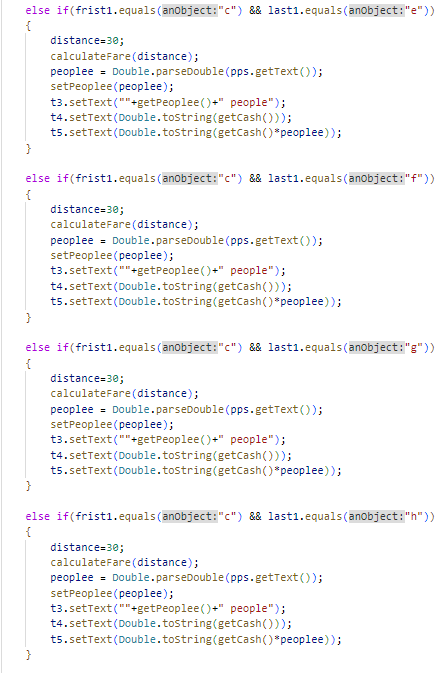 else if(frist1.equals(anObject:"c") && last1.equals(anObject:"e"))
{
distance=30;
calculateFare(distance);
peoplee = Double.parseDouble(pps.getText());
setPeoplee(peoplee);
t3.setText(""+getPeoplee()+" people");
t4.setText(Double.toString(getCash()));
t5.setText(Double.toString(getCash()*peoplee));
}
else if(frist1.equals(anObject:"c") && last1.equals(anObject:"f"))
{
distance=30;
calculateFare(distance);
peoplee = Double.parseDouble(pps.getText());
setPeoplee(peoplee);
t3.setText(""+getPeoplee()+" people");
t4.setText(Double.toString(getCash()));
t5.setText(Double.toString(getCash()*peoplee));
}
else if(frist1.equals(anObject:"c") && last1.equals(anObject:"g"))
{
distance=30;
calculateFare(distance);
peoplee = Double.parseDouble(pps.getText());
setPeoplee(peoplee);
t3.setText(""+getPeoplee()+" people");
t4.setText(Double.toString(getCash()));
t5.setText(Double.toString(getCash()*peoplee));
}
else if(frist1.equals(anObject:"c") && last1.equals(anObject:"h"))
{
distance=30;
calculateFare(distance);
peoplee = Double.parseDouble(pps.getText());
setPeoplee(peoplee);
t3.setText(""+getPeoplee()+" people");
t4.setText(Double.toString(getCash()));
t5.setText(Double.toString(getCash()*peoplee));
}